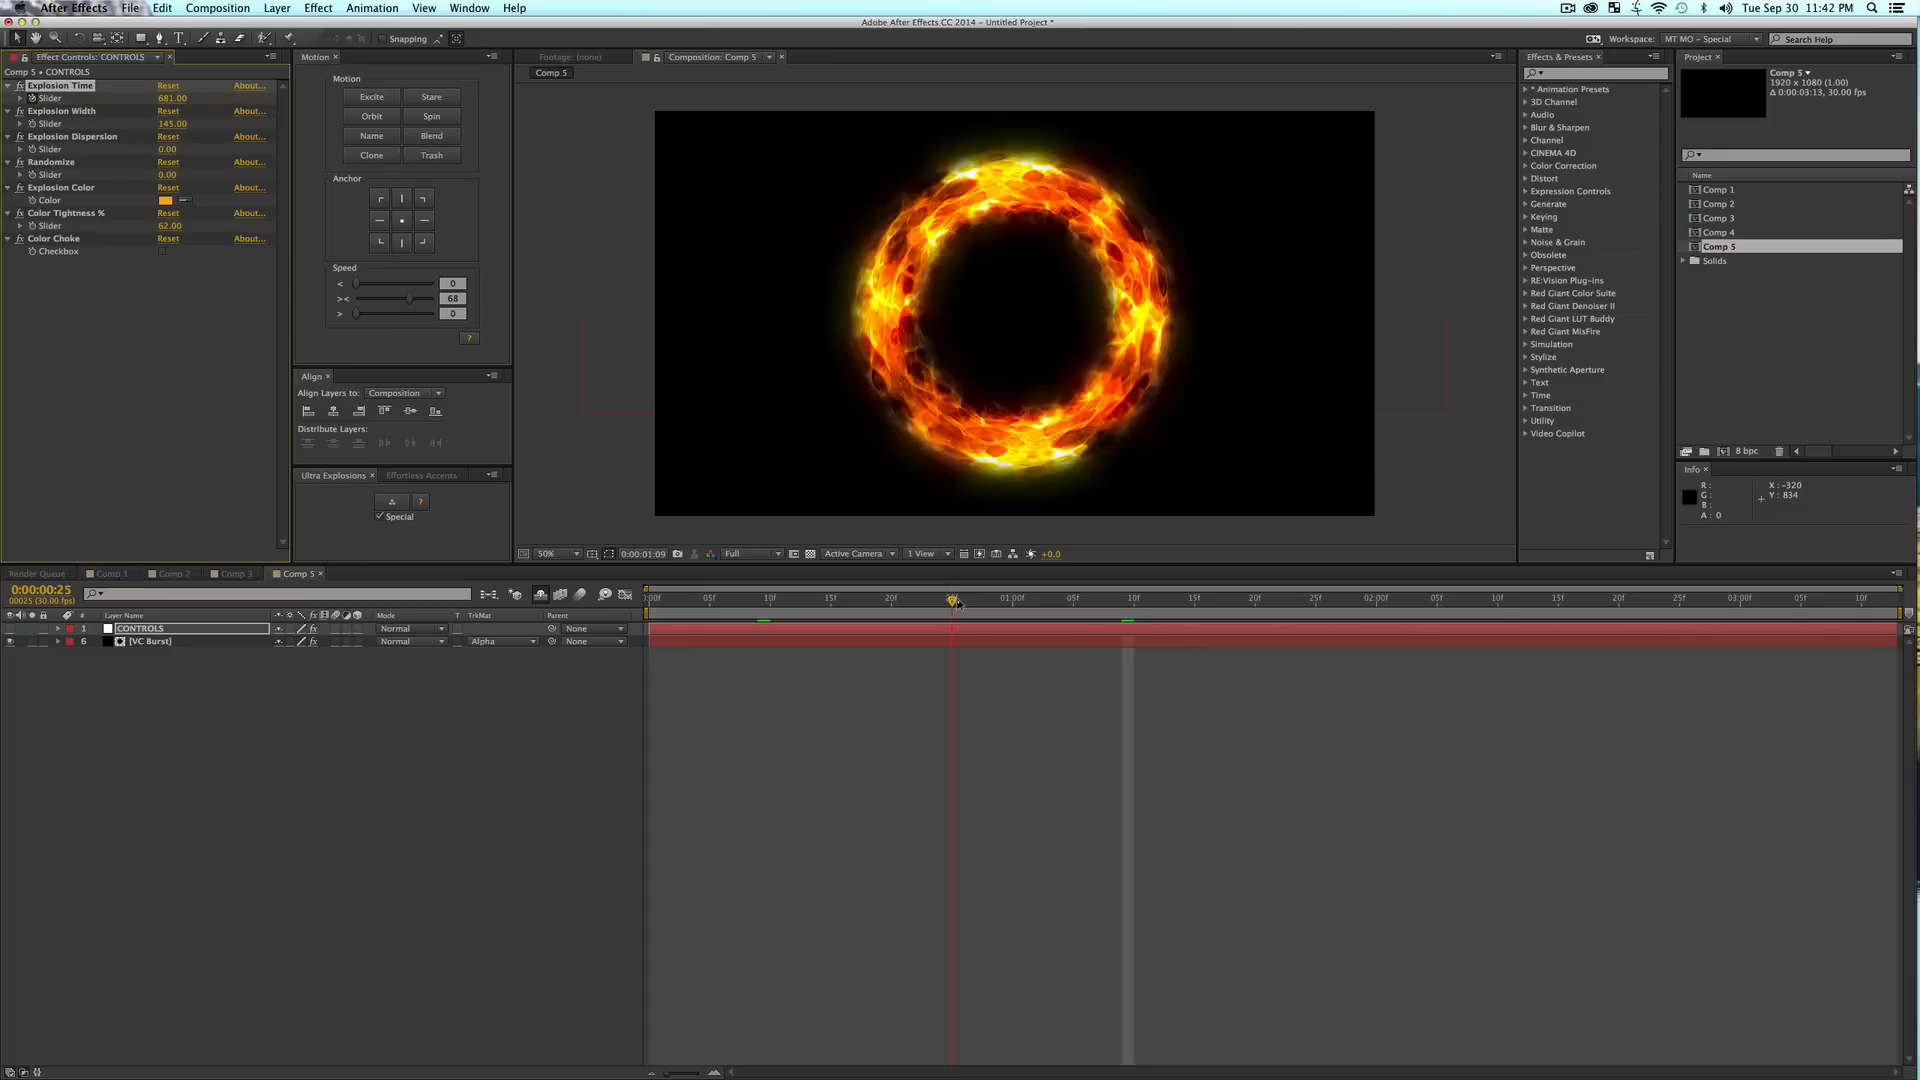 After Effects File Edit Composition Layer Effect Animation View Window Help Tue Sep 30 11:42 PM
Adobe After Effects CC 2014 – Untitled Project *
Snapping Workspace: MT MO – Special Search Help
Effect Controls: CONTROLS
Comp 5 • CONTROLS
Explosion Time Reset About...
Slider 681.00
Explosion Width Reset About...
Slider 145.00
Explosion Dispersion Reset About...
Slider 0.00
Randomize Reset About...
Slider 0.00
Explosion Color Reset About...
Color
Color Tightness % Reset About...
Slider 62.00
Color Choke Reset About...
Checkbox
Motion
Motion
Excite Stare
Orbit Spin
Name Blend
Clone Trash
Anchor
Speed
< 0
>< 68
> 0
?
Align
Align Layers to: Composition
Distribute Layers:
Ultra Explosions Effortless Accents
?
Special
Footage: (none) Composition: Comp 5
Comp 5
50% 0:00:01:09 Full Active Camera 1 View +0.0
Effects & Presets
* Animation Presets
3D Channel
Audio
Blur & Sharpen
Channel
CINEMA 4D
Color Correction
Distort
Expression Controls
Generate
Keying
Matte
Noise & Grain
Obsolete
Perspective
RE:Vision Plug-ins
Red Giant Color Suite
Red Giant Denoiser II
Red Giant LUT Buddy
Red Giant MisFire
Simulation
Stylize
Synthetic Aperture
Text
Time
Transition
Utility
Video Copilot
Project
Comp 5
1920 x 1080 (1.00)
Δ 0:00:03:13, 30.00 fps
Name
Comp 1
Comp 2
Comp 3
Comp 4
Comp 5
Solids
8 bpc
Info
R :
G :
B :
A : 0
X : -320
Y : 834
Render Queue Comp 1 Comp 2 Comp 3 Comp 5
0:00:00:25
00025 (30.00 fps)
:00f 05f 10f 15f 20f 01:00f 05f 10f 15f 20f 25f 02:00f 05f 10f 15f 20f 25f 03:00f 05f 10f
# Layer Name Mode T TrkMat Parent
1 CONTROLS Normal None
6 [VC Burst] Normal Alpha None